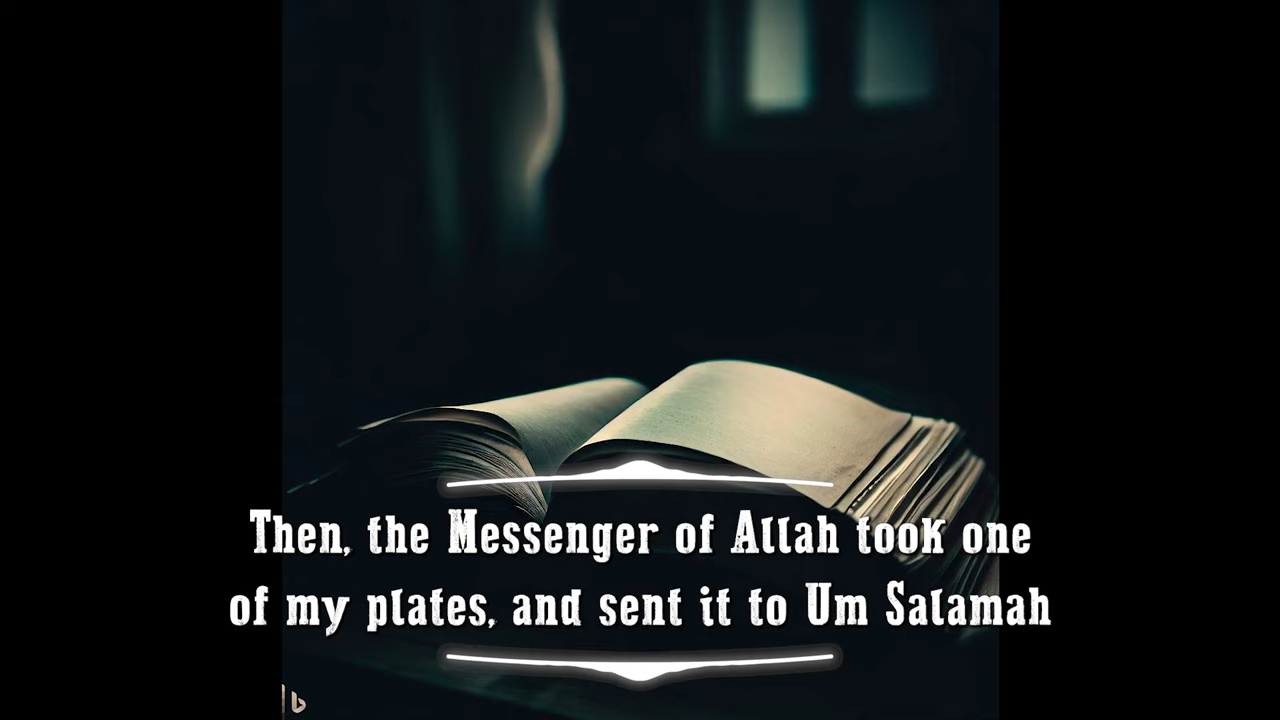 Then, the Messenger of Allah took one
of my plates, and sent it to Um Salamah